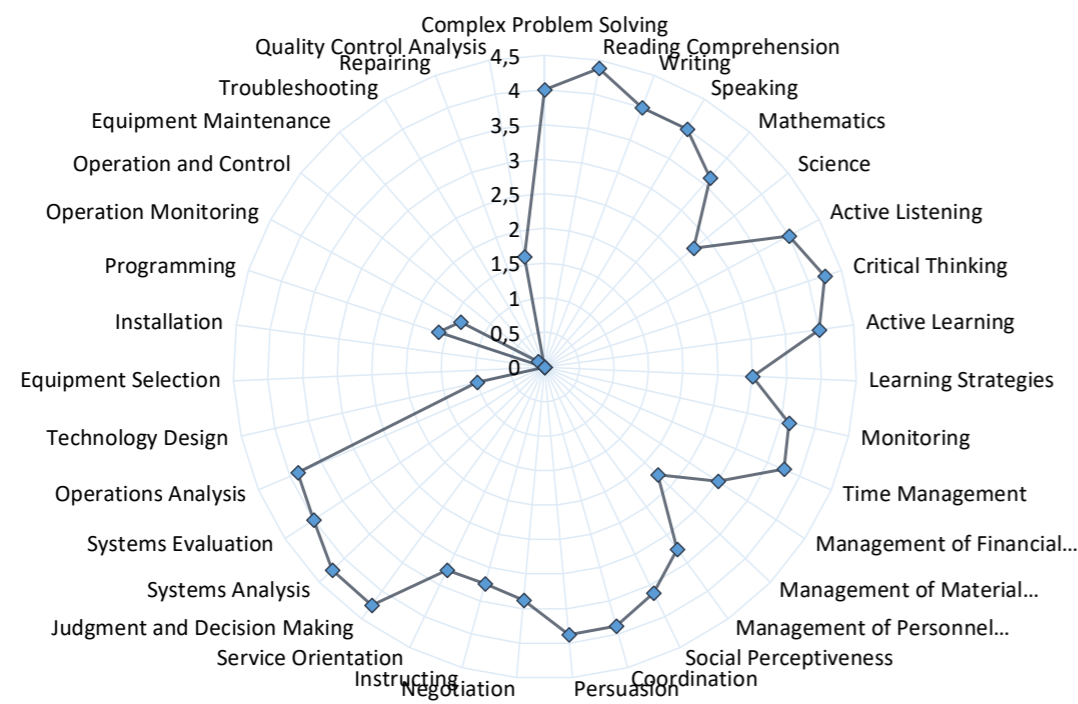 Complex Problem Solving
Reading Comprehension
Writing
Speaking
Mathematics
Science
Active Listening
Critical Thinking
Active Learning
Learning Strategies
Monitoring
Time Management
Management of Financial...
Management of Material...
Management of Personnel...
Social Perceptiveness
Coordination
Persuasion
Negotiation
Instructing
Service Orientation
Judgment and Decision Making
Systems Analysis
Systems Evaluation
Operations Analysis
Technology Design
Equipment Selection
Installation
Programming
Operation Monitoring
Operation and Control
Equipment Maintenance
Troubleshooting
Repairing
Quality Control Analysis
4,5
4
3,5
3
2,5
2
1,5
1
0,5
0